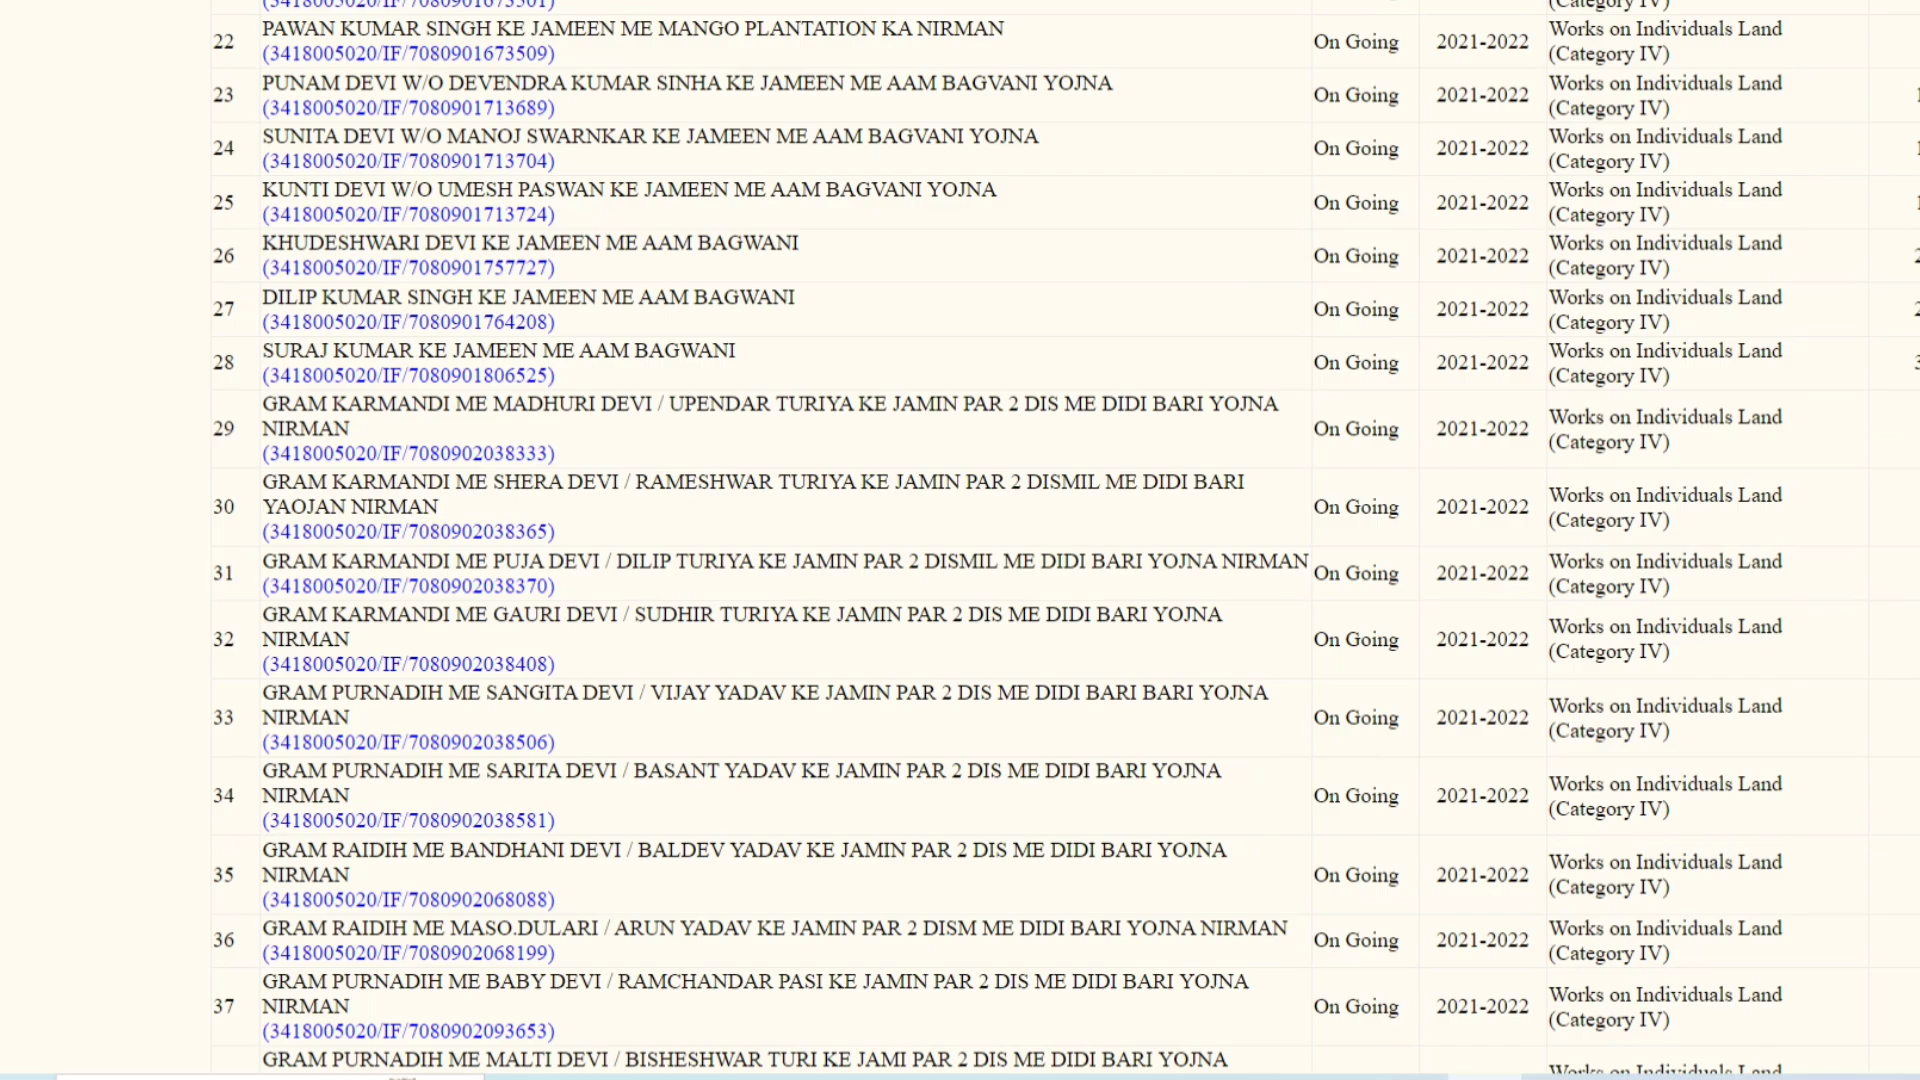 22
PAWAN KUMAR SINGH KE JAMEEN ME MANGO PLANTATION KA NIRMAN
(3418005020/IF/7080901673509)
On Going
2021-2022
Works on Individuals Land
(Category IV)
23
PUNAM DEVI W/O DEVENDRA KUMAR SINHA KE JAMEEN ME AAM BAGVANI YOJNA
(3418005020/IF/7080901713689)
On Going
2021-2022
Works on Individuals Land
(Category IV)
24
SUNITA DEVI W/O MANOJ SWARNKAR KE JAMEEN ME AAM BAGVANI YOJNA
(3418005020/IF/7080901713704)
On Going
2021-2022
Works on Individuals Land
(Category IV)
25
KUNTI DEVI W/O UMESH PASWAN KE JAMEEN ME AAM BAGVANI YOJNA
(3418005020/IF/7080901713724)
On Going
2021-2022
Works on Individuals Land
(Category IV)
26
KHUDESHWARI DEVI KE JAMEEN ME AAM BAGWANI
(3418005020/IF/7080901757727)
On Going
2021-2022
Works on Individuals Land
(Category IV)
27
DILIP KUMAR SINGH KE JAMEEN ME AAM BAGWANI
(3418005020/IF/7080901764208)
On Going
2021-2022
Works on Individuals Land
(Category IV)
28
SURAJ KUMAR KE JAMEEN ME AAM BAGWANI
(3418005020/IF/7080901806525)
On Going
2021-2022
Works on Individuals Land
(Category IV)
29
GRAM KARMANDI ME MADHURI DEVI / UPENDAR TURIYA KE JAMIN PAR 2 DIS ME DIDI BARI YOJNA
NIRMAN
(3418005020/IF/7080902038333)
On Going
2021-2022
Works on Individuals Land
(Category IV)
30
GRAM KARMANDI ME SHERA DEVI / RAMESHWAR TURIYA KE JAMIN PAR 2 DISMIL ME DIDI BARI
YAOJAN NIRMAN
(3418005020/IF/7080902038365)
On Going
2021-2022
Works on Individuals Land
(Category IV)
31
GRAM KARMANDI ME PUJA DEVI / DILIP TURIYA KE JAMIN PAR 2 DISMIL ME DIDI BARI YOJNA NIRMAN
(3418005020/IF/7080902038370)
On Going
2021-2022
Works on Individuals Land
(Category IV)
32
GRAM KARMANDI ME GAURI DEVI / SUDHIR TURIYA KE JAMIN PAR 2 DIS ME DIDI BARI YOJNA
NIRMAN
(3418005020/IF/7080902038408)
On Going
2021-2022
Works on Individuals Land
(Category IV)
33
GRAM PURNADIH ME SANGITA DEVI / VIJAY YADAV KE JAMIN PAR 2 DIS ME DIDI BARI BARI YOJNA
NIRMAN
(3418005020/IF/7080902038506)
On Going
2021-2022
Works on Individuals Land
(Category IV)
34
GRAM PURNADIH ME SARITA DEVI / BASANT YADAV KE JAMIN PAR 2 DIS ME DIDI BARI YOJNA
NIRMAN
(3418005020/IF/7080902038581)
On Going
2021-2022
Works on Individuals Land
(Category IV)
35
GRAM RAIDIH ME BANDHANI DEVI / BALDEV YADAV KE JAMIN PAR 2 DIS ME DIDI BARI YOJNA
NIRMAN
(3418005020/IF/7080902068088)
On Going
2021-2022
Works on Individuals Land
(Category IV)
36
GRAM RAIDIH ME MASO.DULARI / ARUN YADAV KE JAMIN PAR 2 DISM ME DIDI BARI YOJNA NIRMAN
(3418005020/IF/7080902068199)
On Going
2021-2022
Works on Individuals Land
(Category IV)
37
GRAM PURNADIH ME BABY DEVI / RAMCHANDAR PASI KE JAMIN PAR 2 DIS ME DIDI BARI YOJNA
NIRMAN
(3418005020/IF/7080902093653)
On Going
2021-2022
Works on Individuals Land
(Category IV)
GRAM PURNADIH ME MALTI DEVI / BISHESHWAR TURI KE JAMI PAR 2 DIS ME DIDI BARI YOJNA
Works on Individuals Land